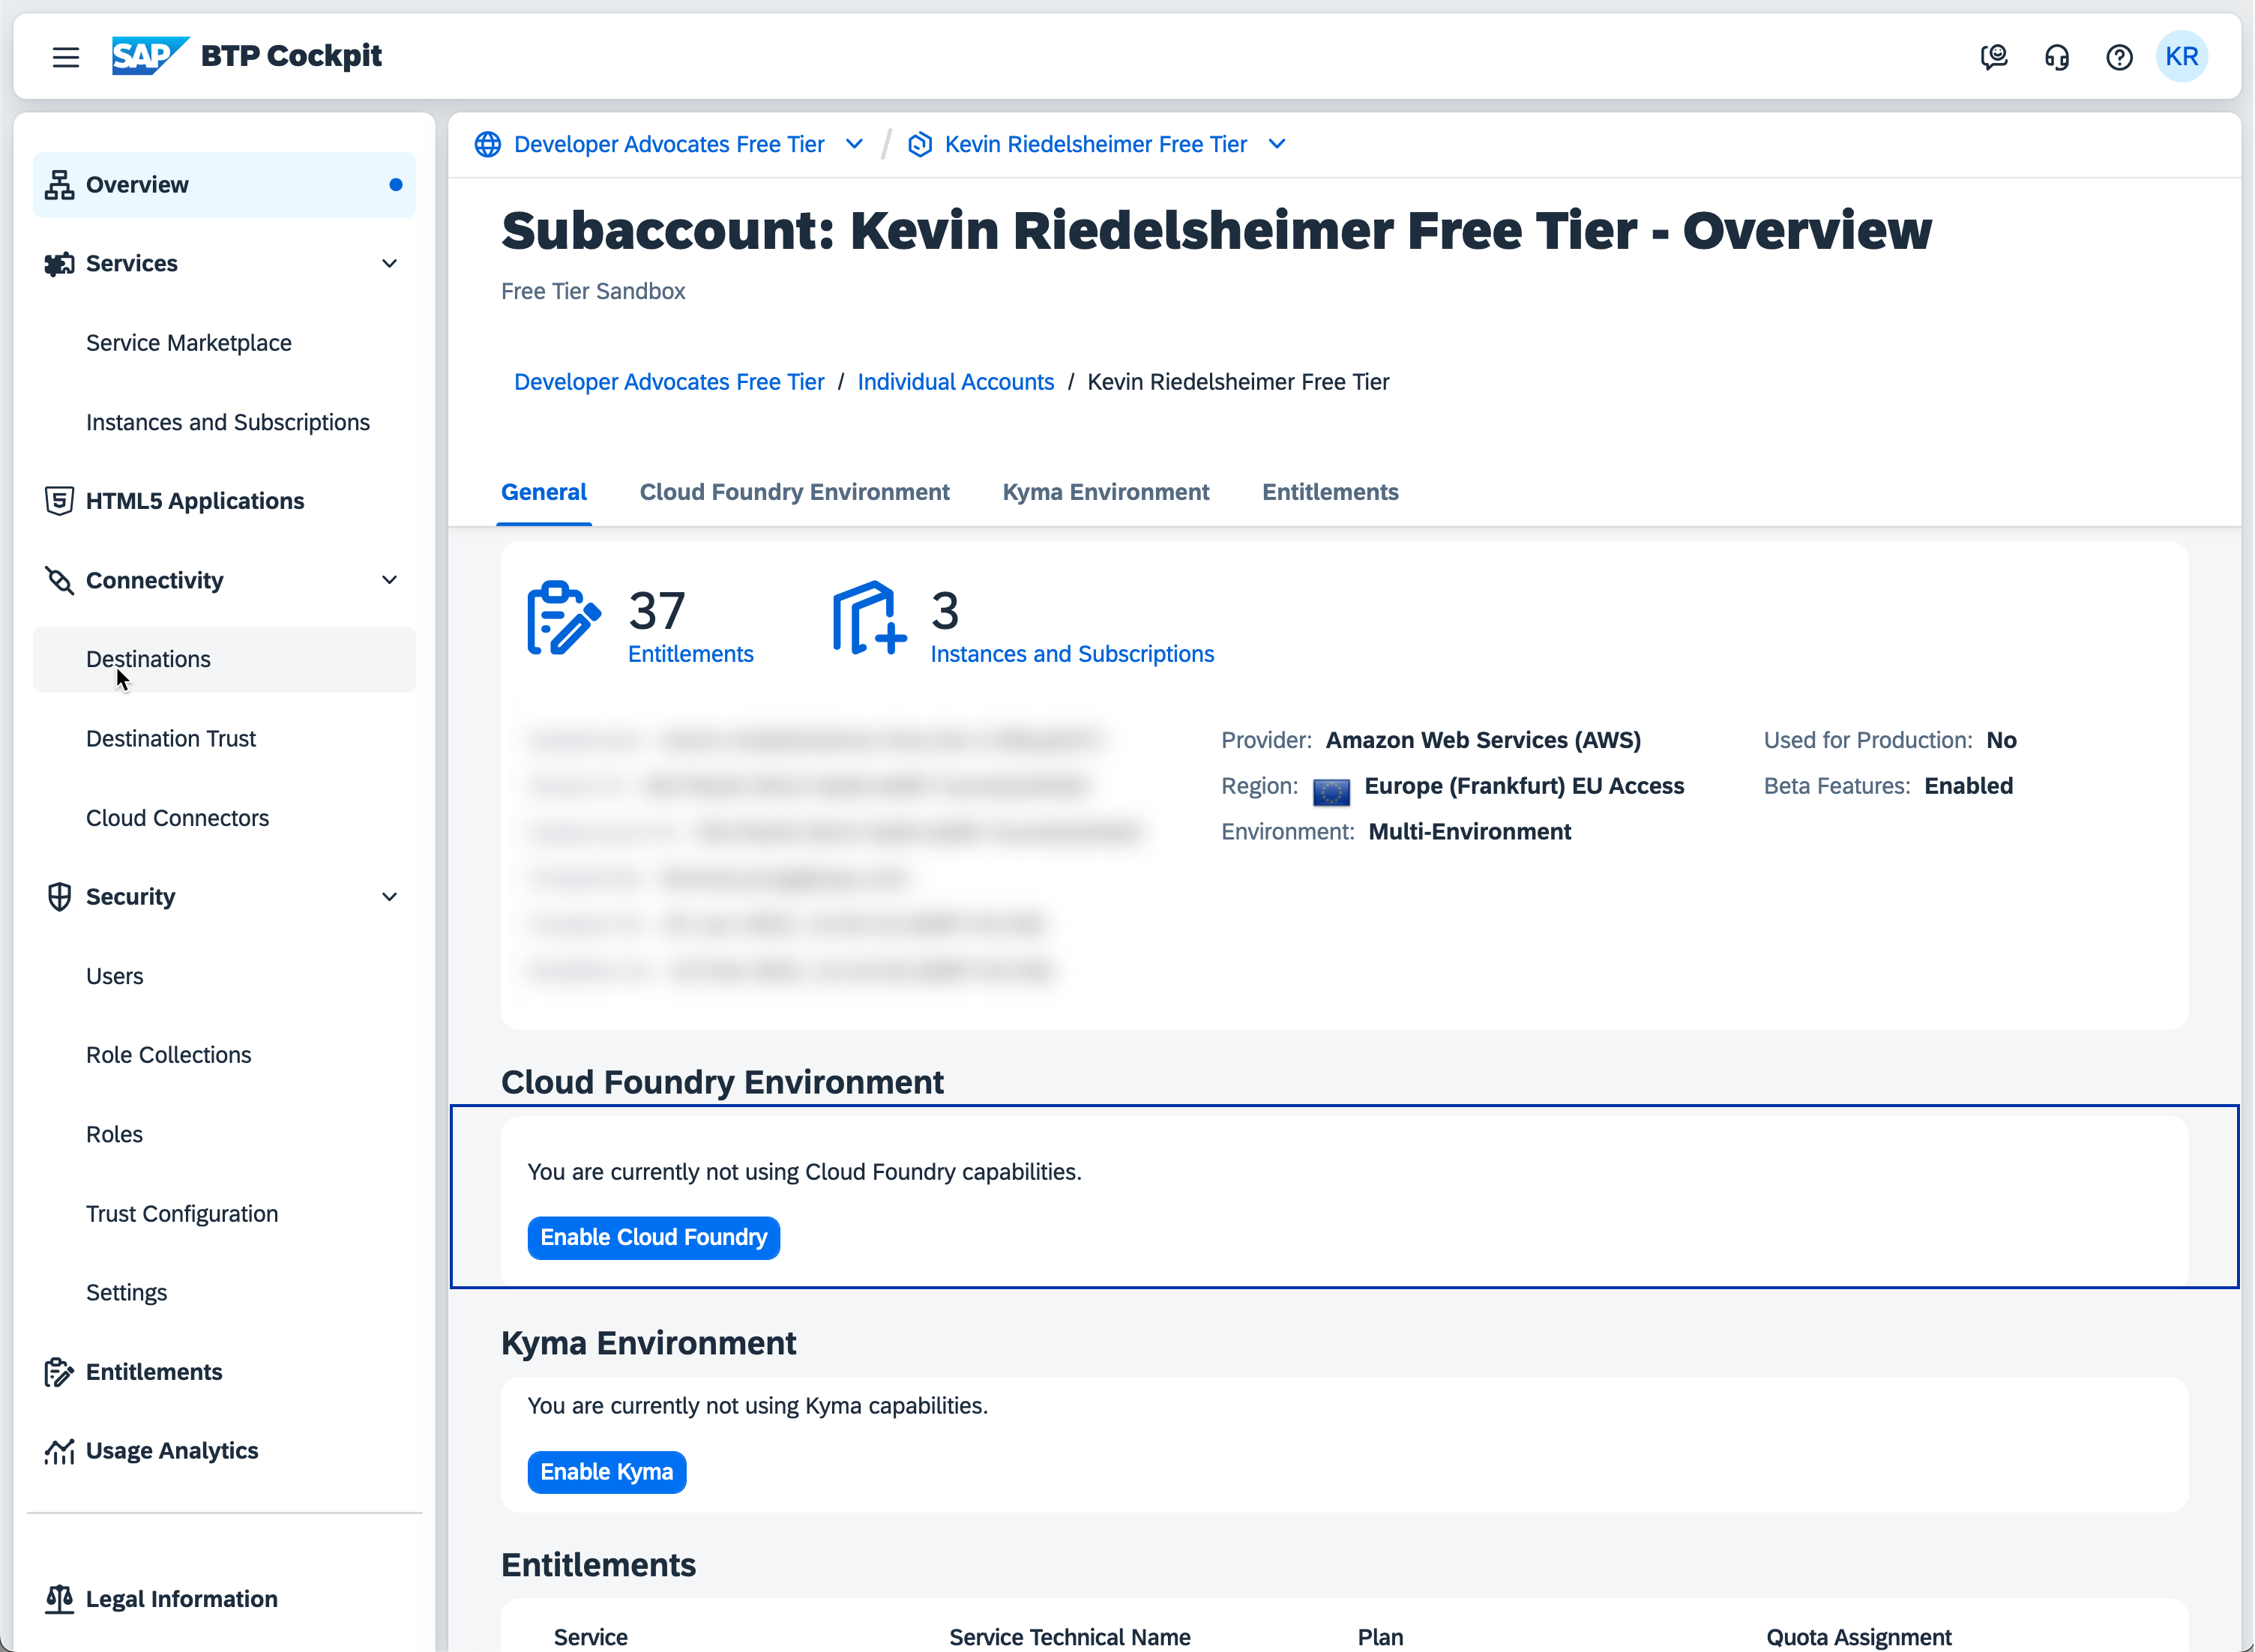 SAP BTP Cockpit
KR
Overview
Services
Service Marketplace
Instances and Subscriptions
HTML5 Applications
Connectivity
Destinations
Destination Trust
Cloud Connectors
Security
Users
Role Collections
Roles
Trust Configuration
Settings
Entitlements
Usage Analytics
Legal Information
Developer Advocates Free Tier / Kevin Riedelsheimer Free Tier
Subaccount: Kevin Riedelsheimer Free Tier - Overview
Free Tier Sandbox
Developer Advocates Free Tier / Individual Accounts / Kevin Riedelsheimer Free Tier
General Cloud Foundry Environment Kyma Environment Entitlements
37
Entitlements
3
Instances and Subscriptions
Provider: Amazon Web Services (AWS)
Region: Europe (Frankfurt) EU Access
Environment: Multi-Environment
Used for Production: No
Beta Features: Enabled
Cloud Foundry Environment
You are currently not using Cloud Foundry capabilities.
Enable Cloud Foundry
Kyma Environment
You are currently not using Kyma capabilities.
Enable Kyma
Entitlements
Service Service Technical Name Plan Quota Assignment